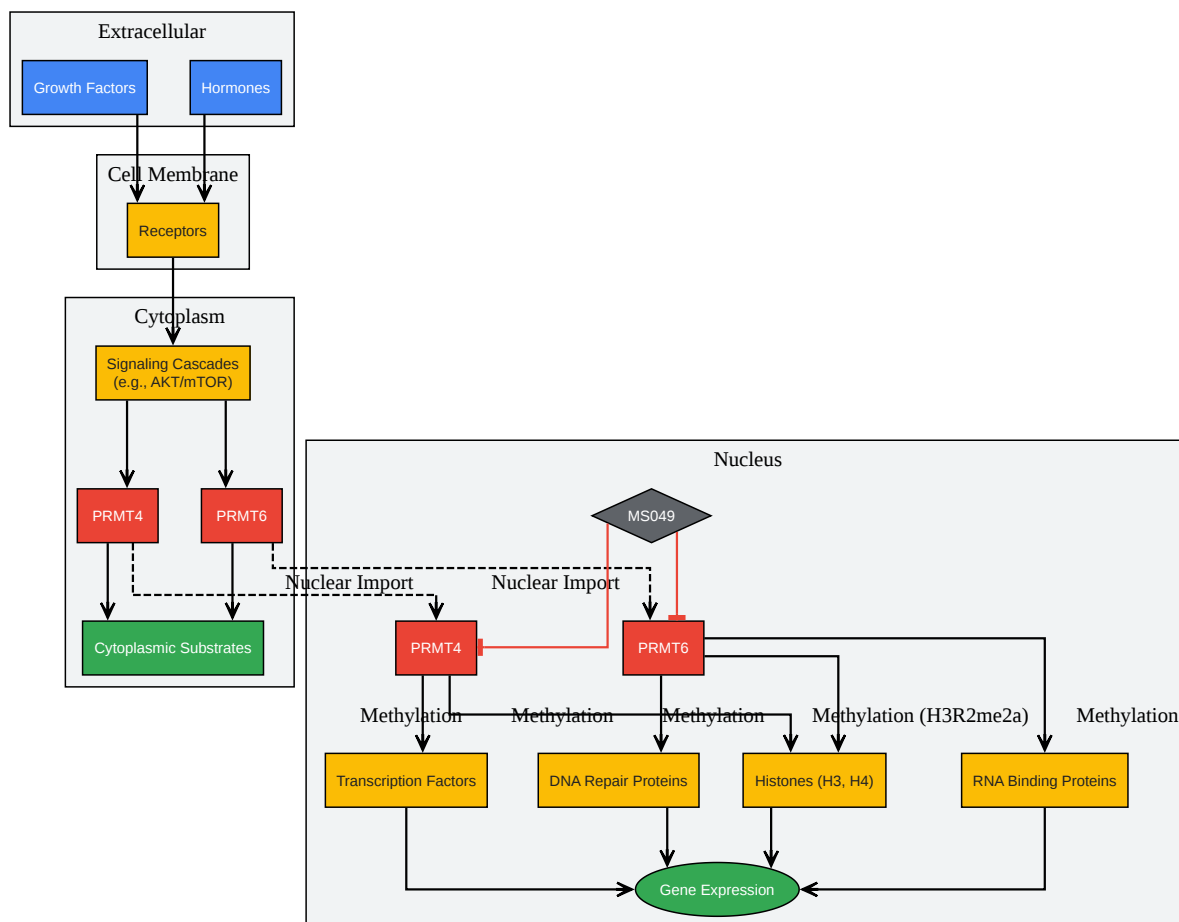 Extracellular
Growth Factors
Hormones
Cell Membrane
Receptors
Cytoplasm
Signaling Cascades
(e.g., AKT/mTOR)
Nucleus
PRMT4
PRMT6
MS049
Nuclear Import
Nuclear Import
Cytoplasmic Substrates
PRMT4
PRMT6
Methylation
Methylation
Methylation
Methylation (H3R2me2a)
Methylation
Transcription Factors
DNA Repair Proteins
Histones (H3, H4)
RNA Binding Proteins
Gene Expression